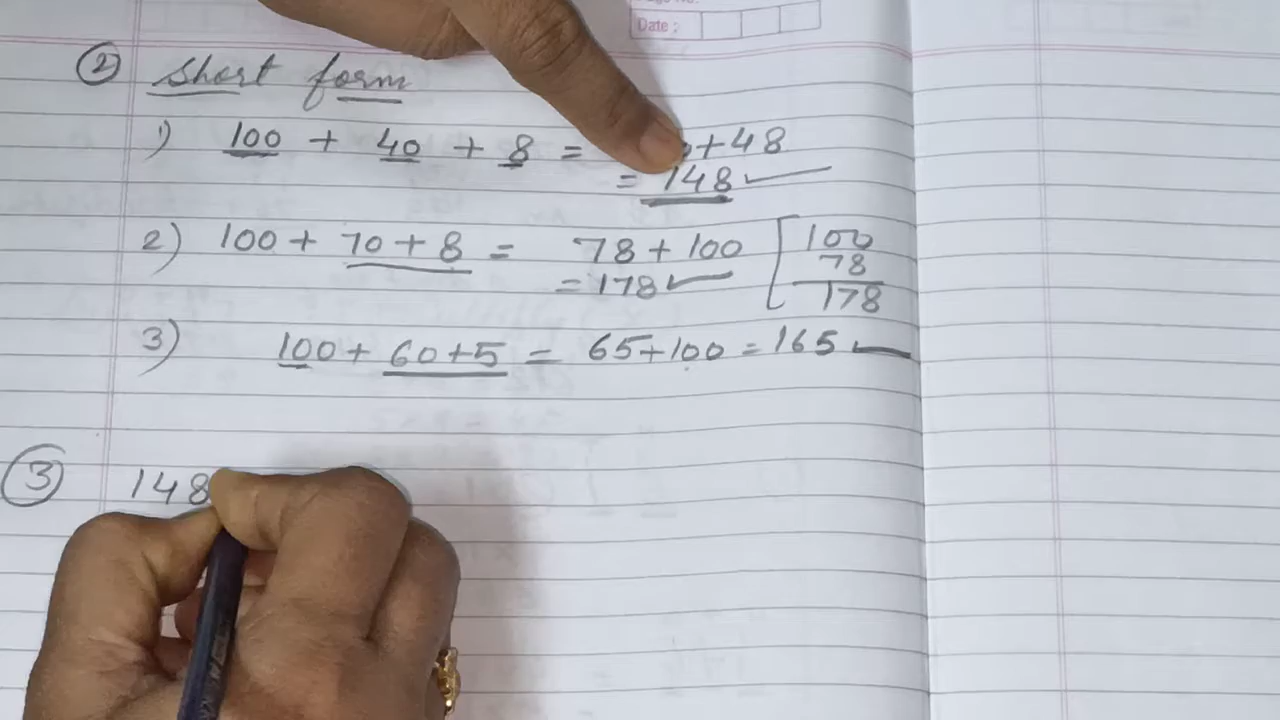 Date :
② Short form
1) 100 + 40 + 8 = +48
= 148
2) 100 + 70 + 8 = 78 + 100
= 178
100
78
178
3) 100 + 60 + 5 = 65 + 100 = 165
③ 148